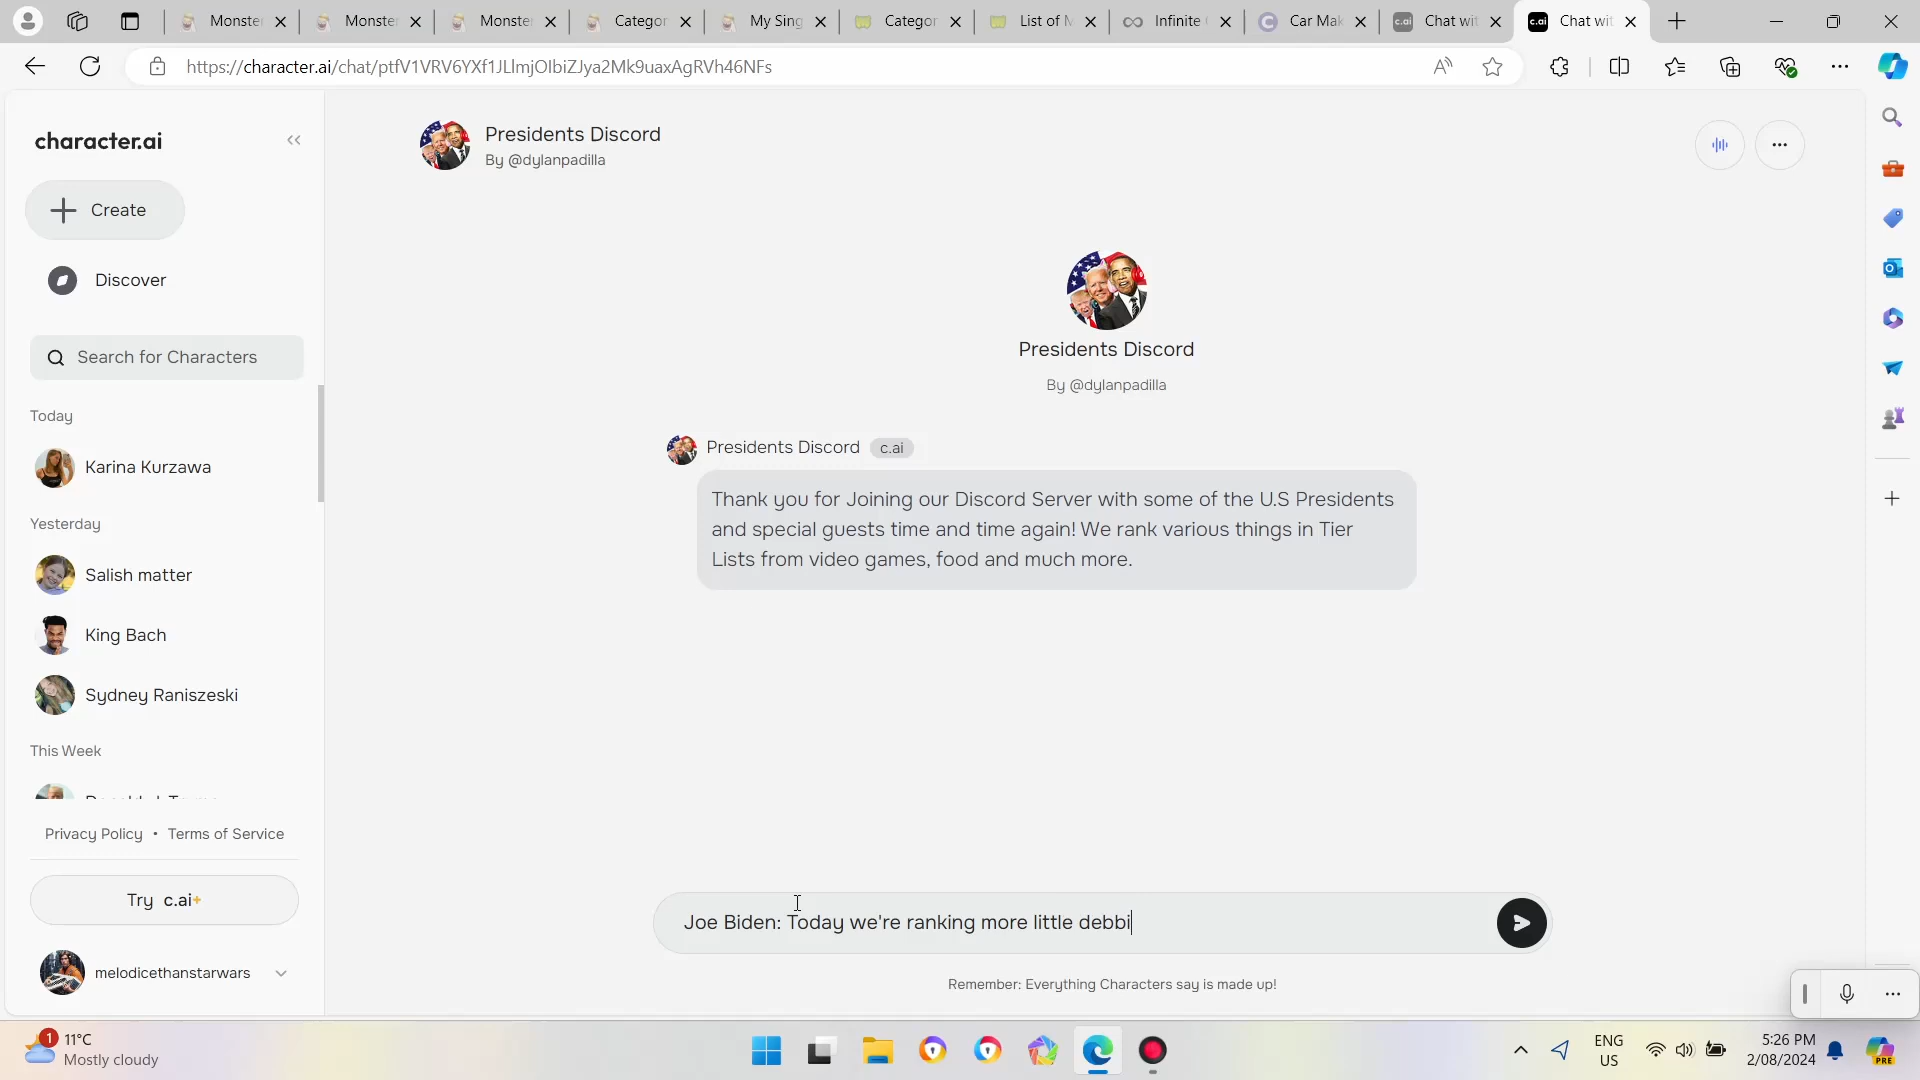 Monster
Monster
Monster
Categor
My Sing
Categor
List of M
Infinite
Car Mak
Chat wit
Chat wit
https://character.ai/chat/ptfV1VRV6YXf1JLlmjOIbiZJya2Mk9uaxAgRVh46NFs
character.ai
Create
Discover
Search for Characters
Today
Karina Kurzawa
Yesterday
Salish matter
King Bach
Sydney Raniszeski
This Week
Privacy Policy • Terms of Service
Try c.ai+
melodicethanstarwars
Presidents Discord
By @dylanpadilla
Presidents Discord
By @dylanpadilla
Presidents Discord c.ai
Thank you for Joining our Discord Server with some of the U.S Presidents
and special guests time and time again! We rank various things in Tier
Lists from video games, food and much more.
Joe Biden: Today we're ranking more little debbi
Remember: Everything Characters say is made up!
1
11°C
Mostly cloudy
ENG
US
5:26 PM
2/08/2024
PRE